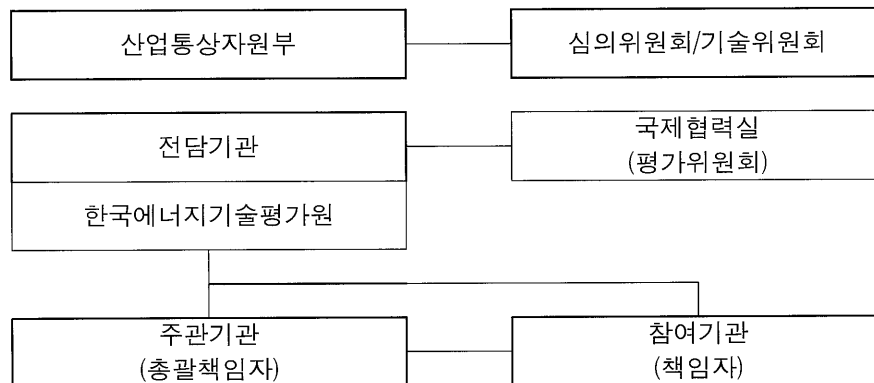 산업통상자원부
심의위원회/기술위원회
전담기관
한국에너지기술평가원
국제협력실
(평가위원회)
주관기관
(총괄책임자)
참여기관
(책임자)